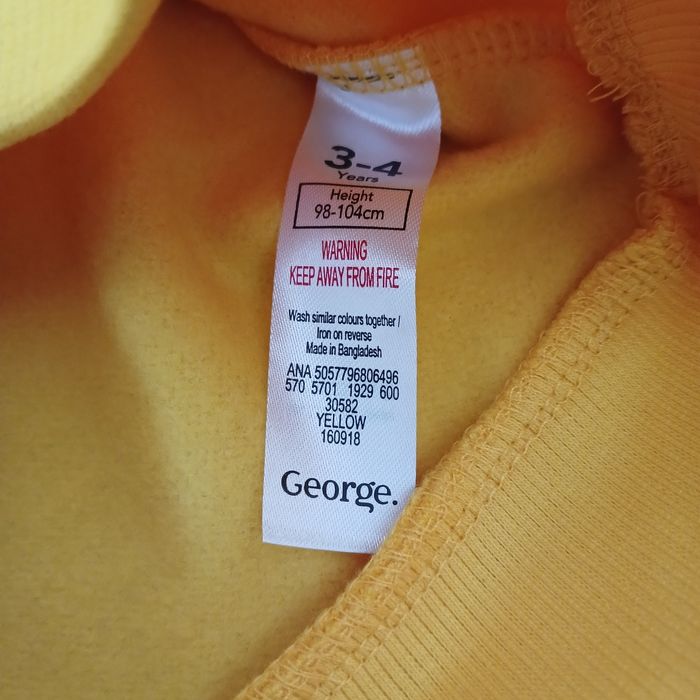 3-4
Years
Height
98-104cm
WARNING
KEEP AWAY FROM FIRE
Wash similar colours together /
Iron on reverse
Made in Bangladesh
ANA 5057796806496
570 5701 1929 600
30582
YELLOW
160918
George.